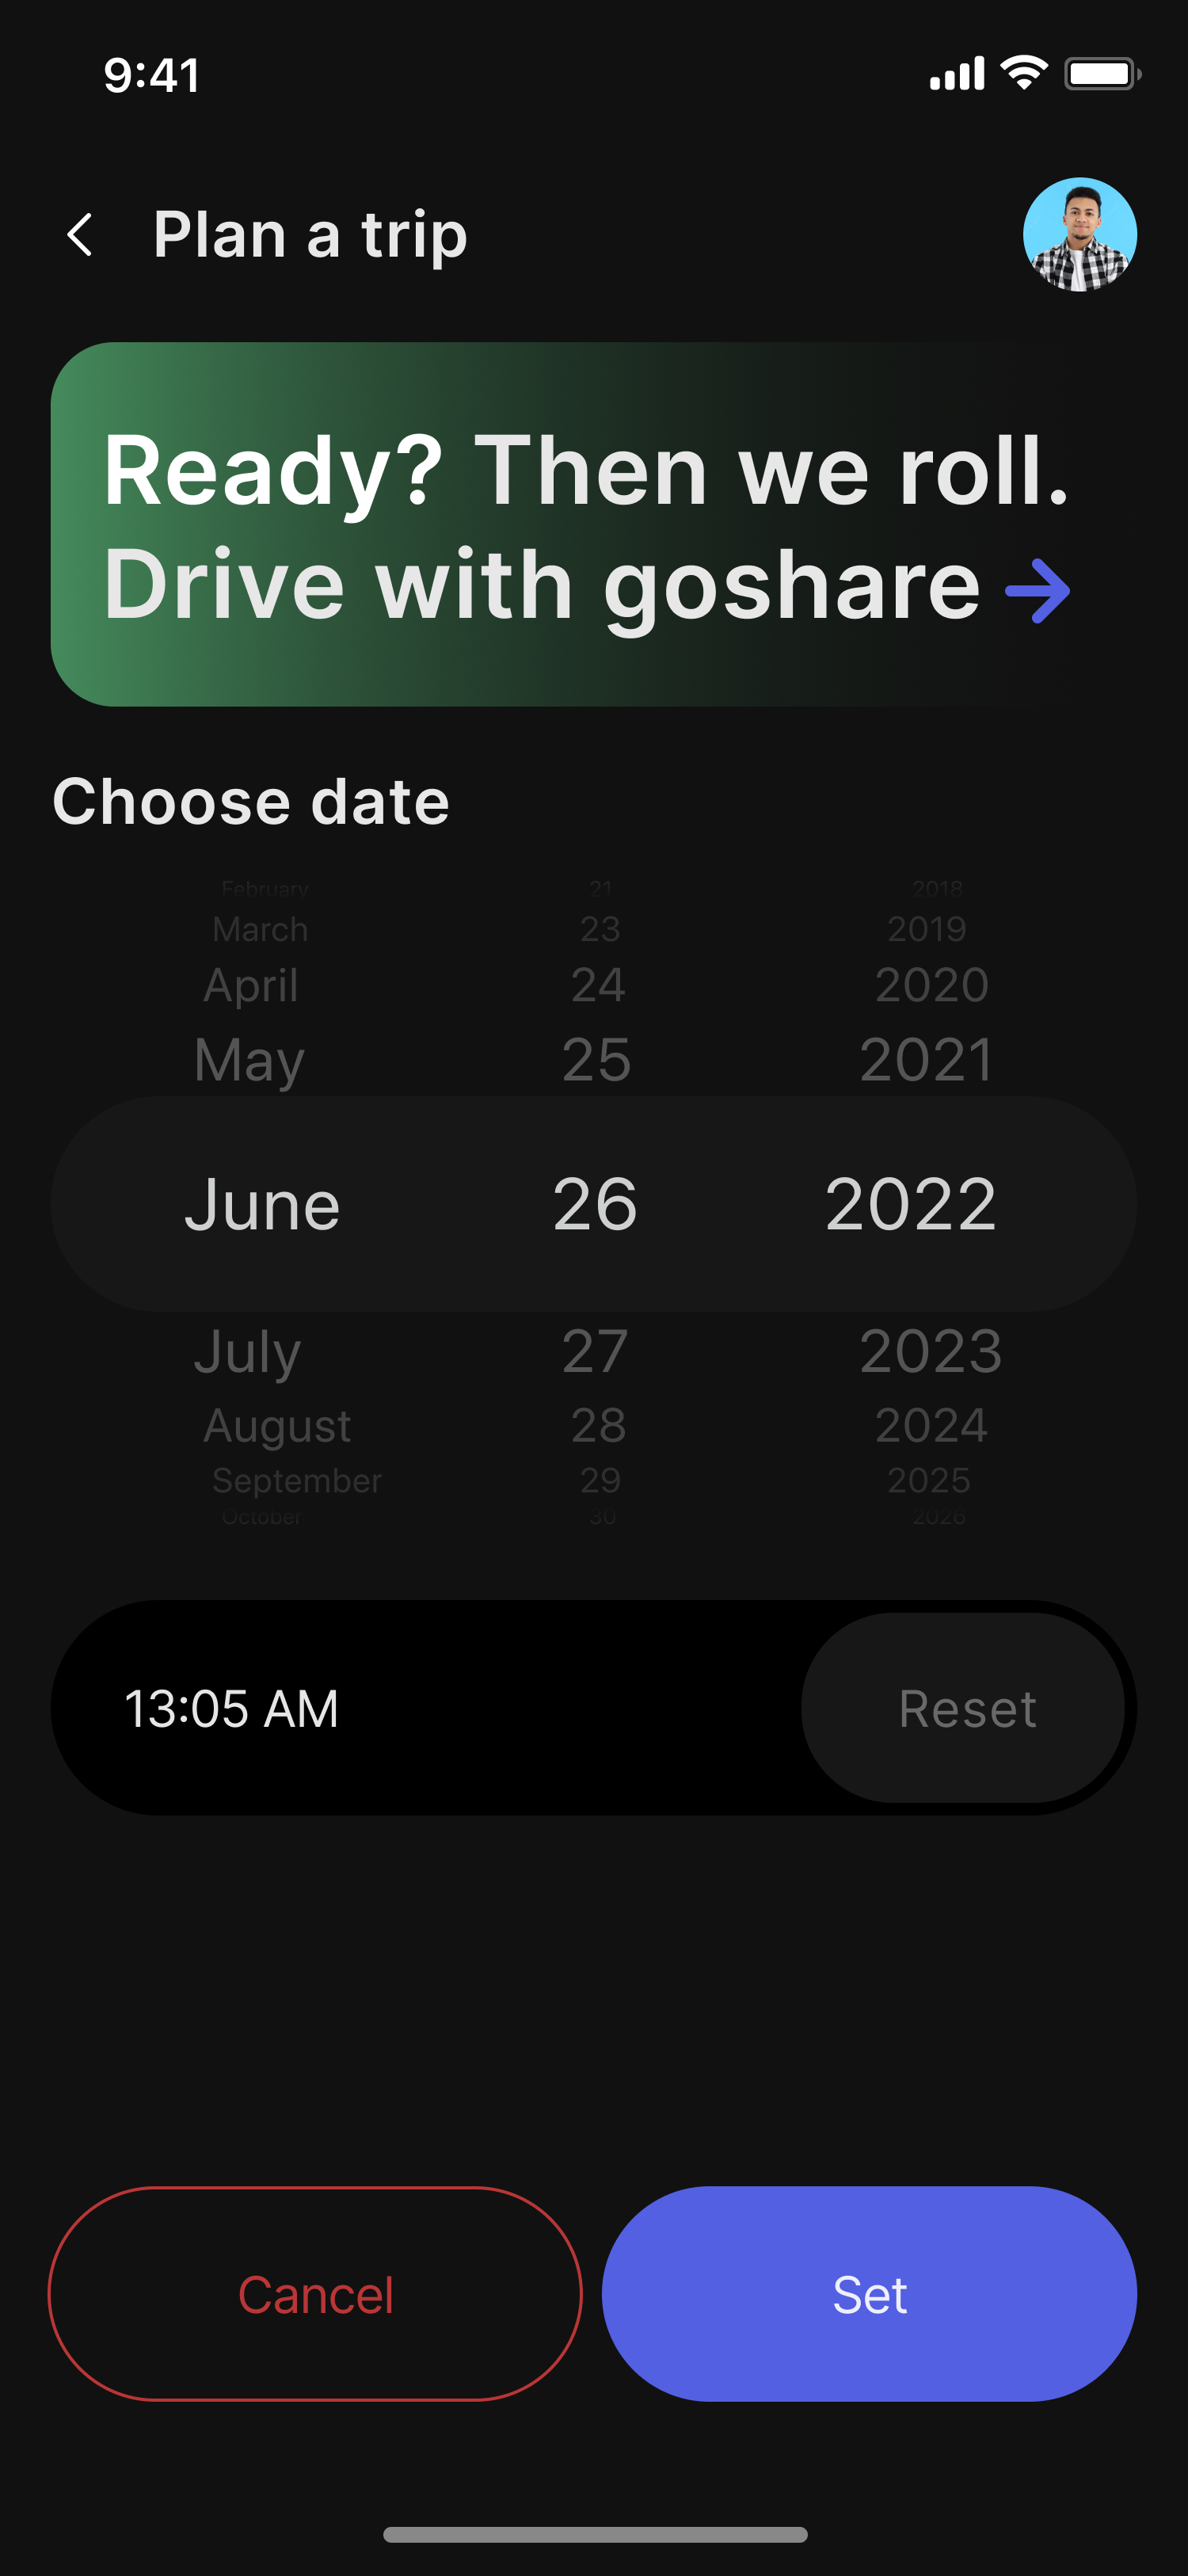 9:41
Plan a trip
Ready? Then we roll.
Drive with goshare
Choose date
February 21 2018
March 23 2019
April 24 2020
May 25 2021
June 26 2022
July 27 2023
August 28 2024
September 29 2025
October 30 2026
13:05 AM Reset
Cancel Set